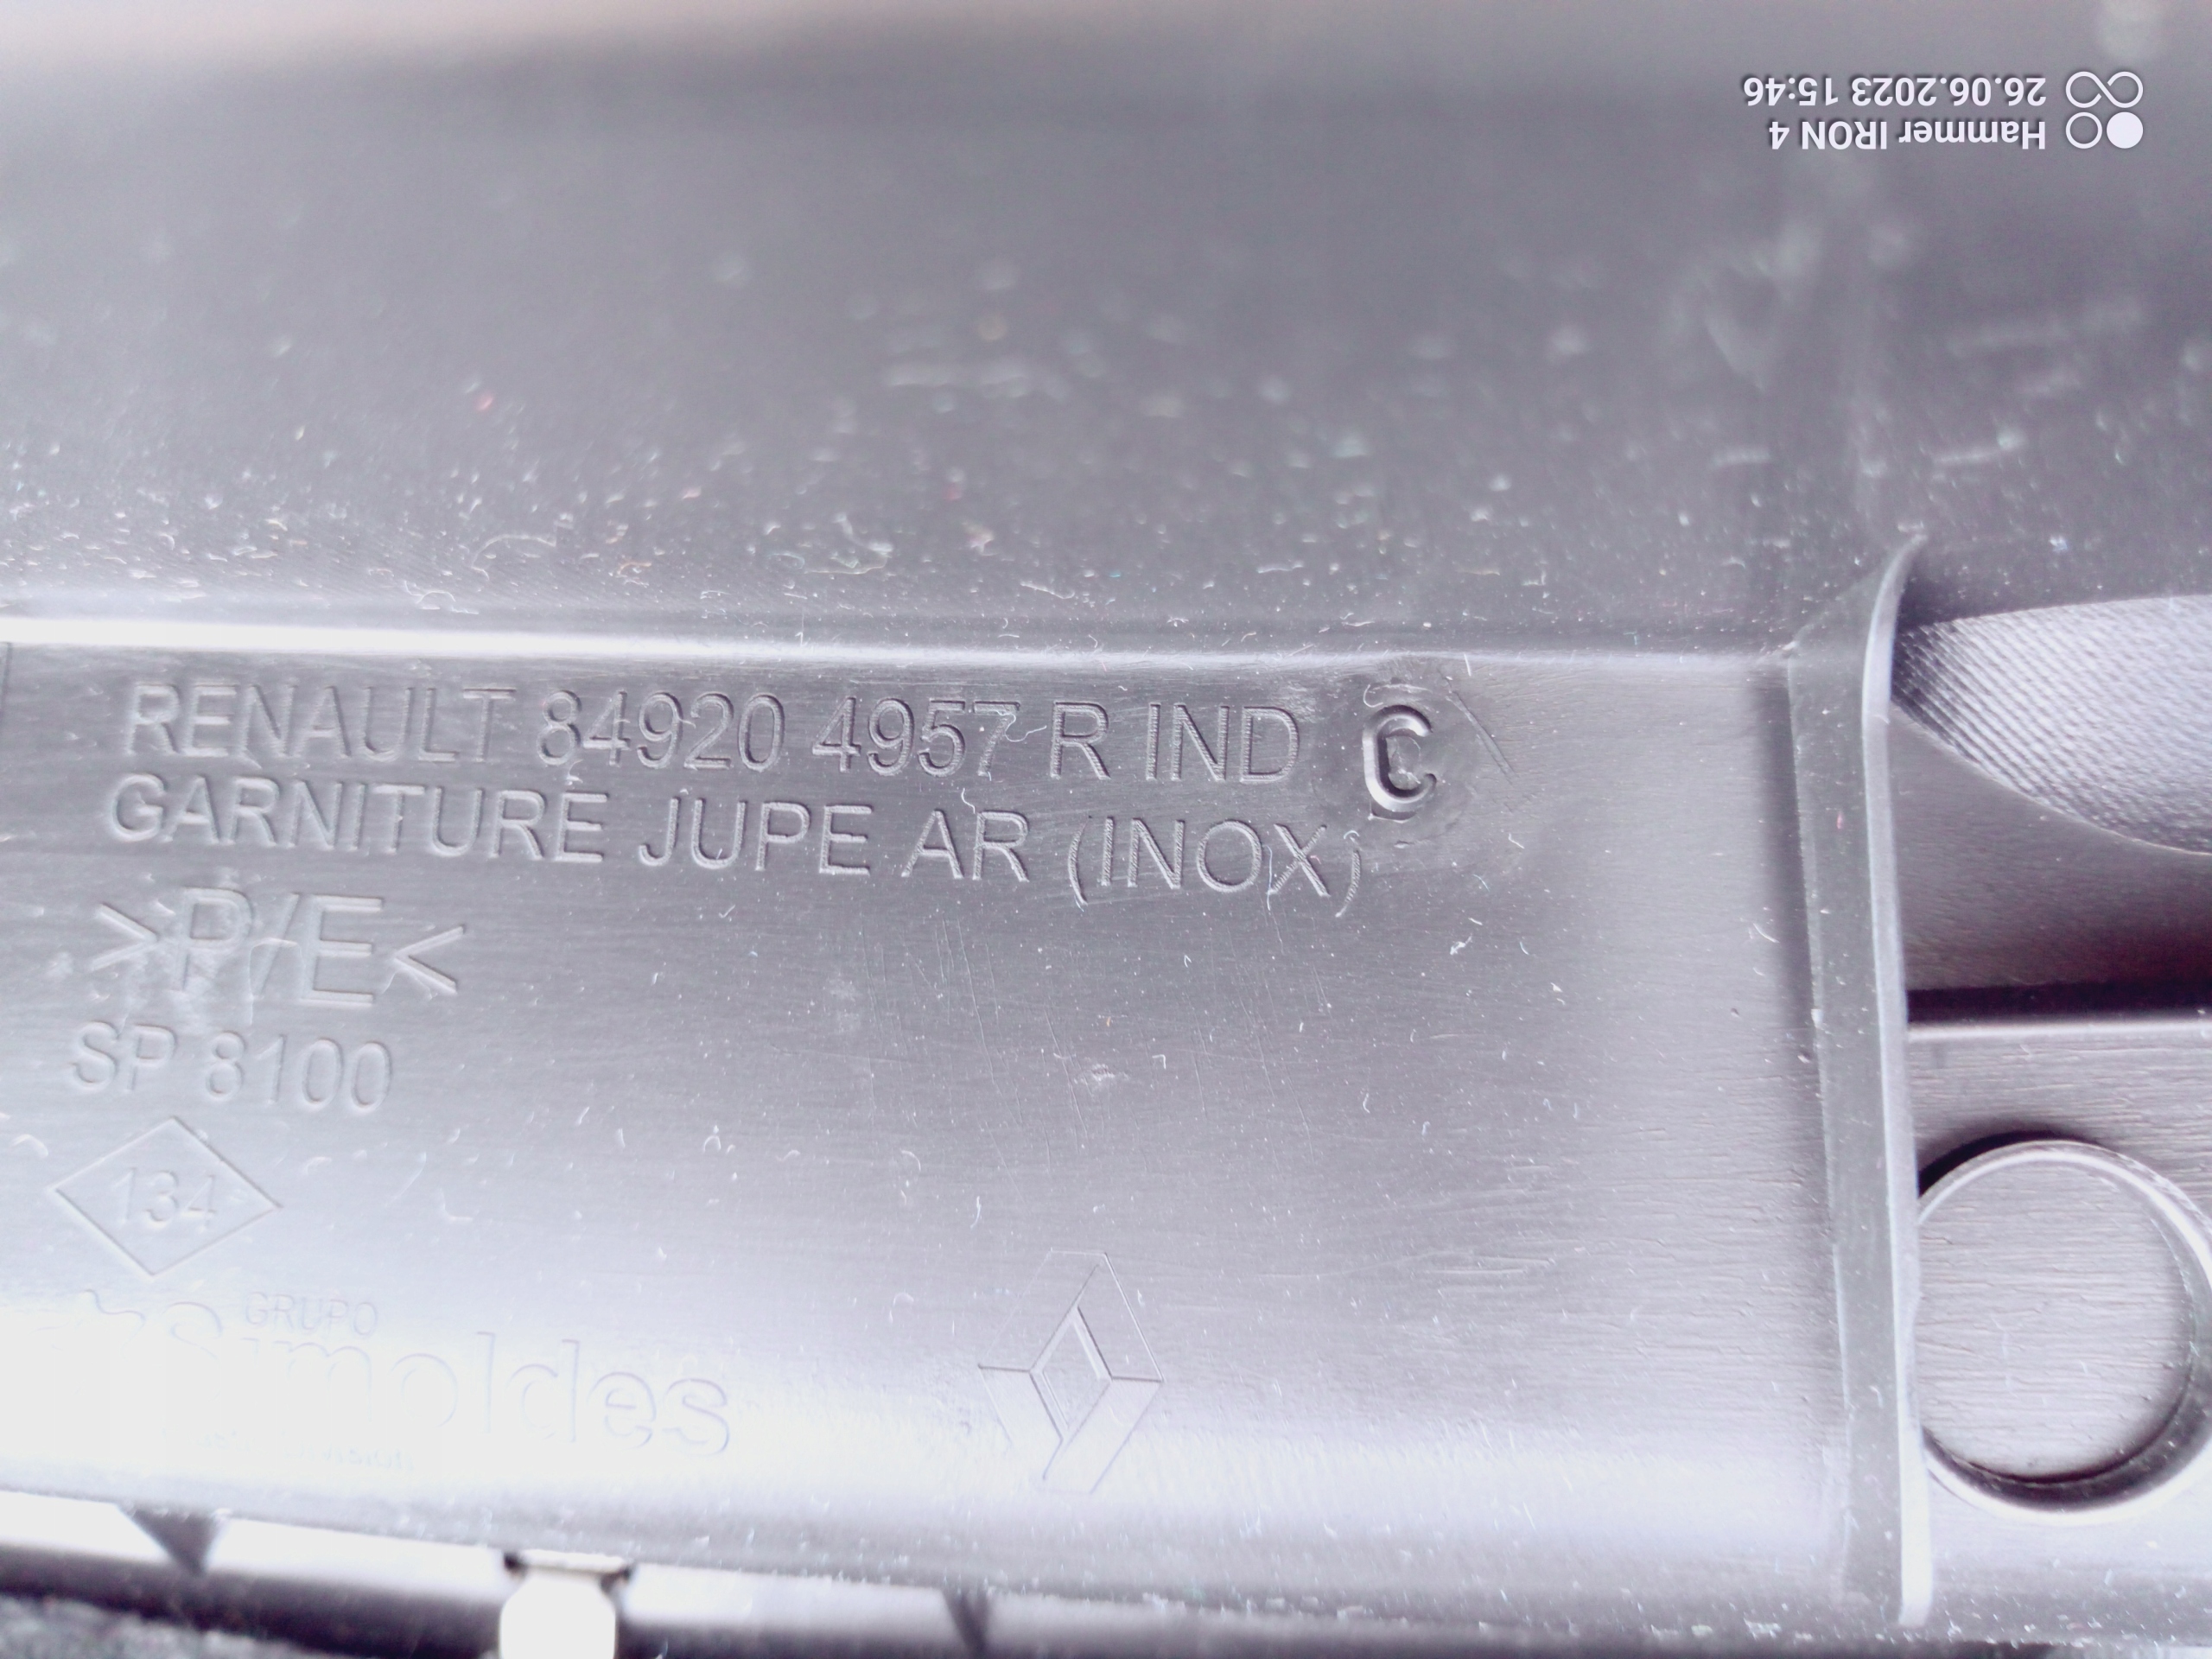 RENAULT 84920 4957 R IND C
GARNITURE JUPE AR (INOX)
>P/E<
SP 8100
134
GRUPO
simoldes
Hammer IRON 4
26.06.2023 15:46